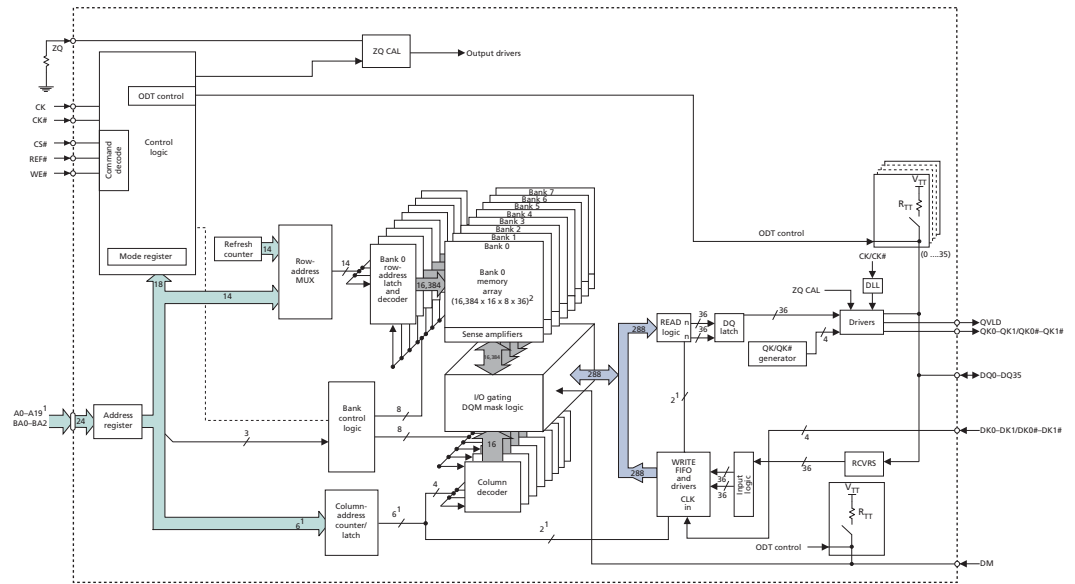 ZQ
ZQ CAL
Output drivers
ODT control
CK
CK#
CS#
REF#
WE#
Command
decode
Control
logic
Mode register
Refresh
counter
14
Row-
address
MUX
14
14
18
Bank 0
row-
address
latch
and
decoder
16,384
Bank 7
Bank 6
Bank 5
Bank 4
Bank 3
Bank 2
Bank 1
Bank 0
Bank 0
memory
array
(16,384 x 16 x 8 x 36)2
Sense amplifiers
16,384
I/O gating
DQM mask logic
16
Column
decoder
A0–A191
BA0–BA2
24
Address
register
3
Bank
control
logic
8
8
61
Column-
address
counter/
latch
61
4
21
288
288
288
READ
logic
n
n
36
36
DQ
latch
36
QK/QK#
generator
4
21
ZQ CAL
CK/CK#
DLL
Drivers
ODT control
VTT
RTT
(0 ....35)
QVLD
QK0–QK1/QK0#–QK1#
DQ0–DQ35
DK0–DK1/DK0#–DK1#
4
WRITE
FIFO
and
drivers
CLK
in
36
36
Input
logic
36
RCVRS
VTT
RTT
ODT control
DM